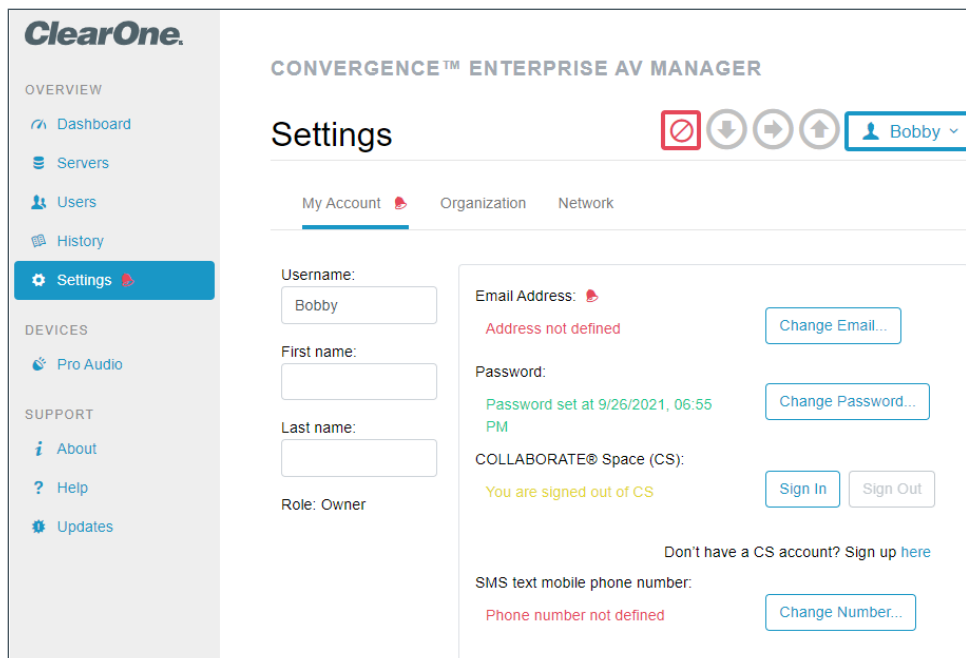 ClearOne.
OVERVIEW
Dashboard
Servers
Users
History
Settings
DEVICES
Pro Audio
SUPPORT
About
Help
Updates
CONVERGENCE™ ENTERPRISE AV MANAGER
Settings
Bobby
My Account Organization Network
Username:
Bobby
First name:
Last name:
Role: Owner
Email Address:
Address not defined
Change Email...
Password:
Password set at 9/26/2021, 06:55
PM
Change Password...
COLLABORATE® Space (CS):
You are signed out of CS
Sign In Sign Out
Don't have a CS account? Sign up here
SMS text mobile phone number:
Phone number not defined
Change Number...